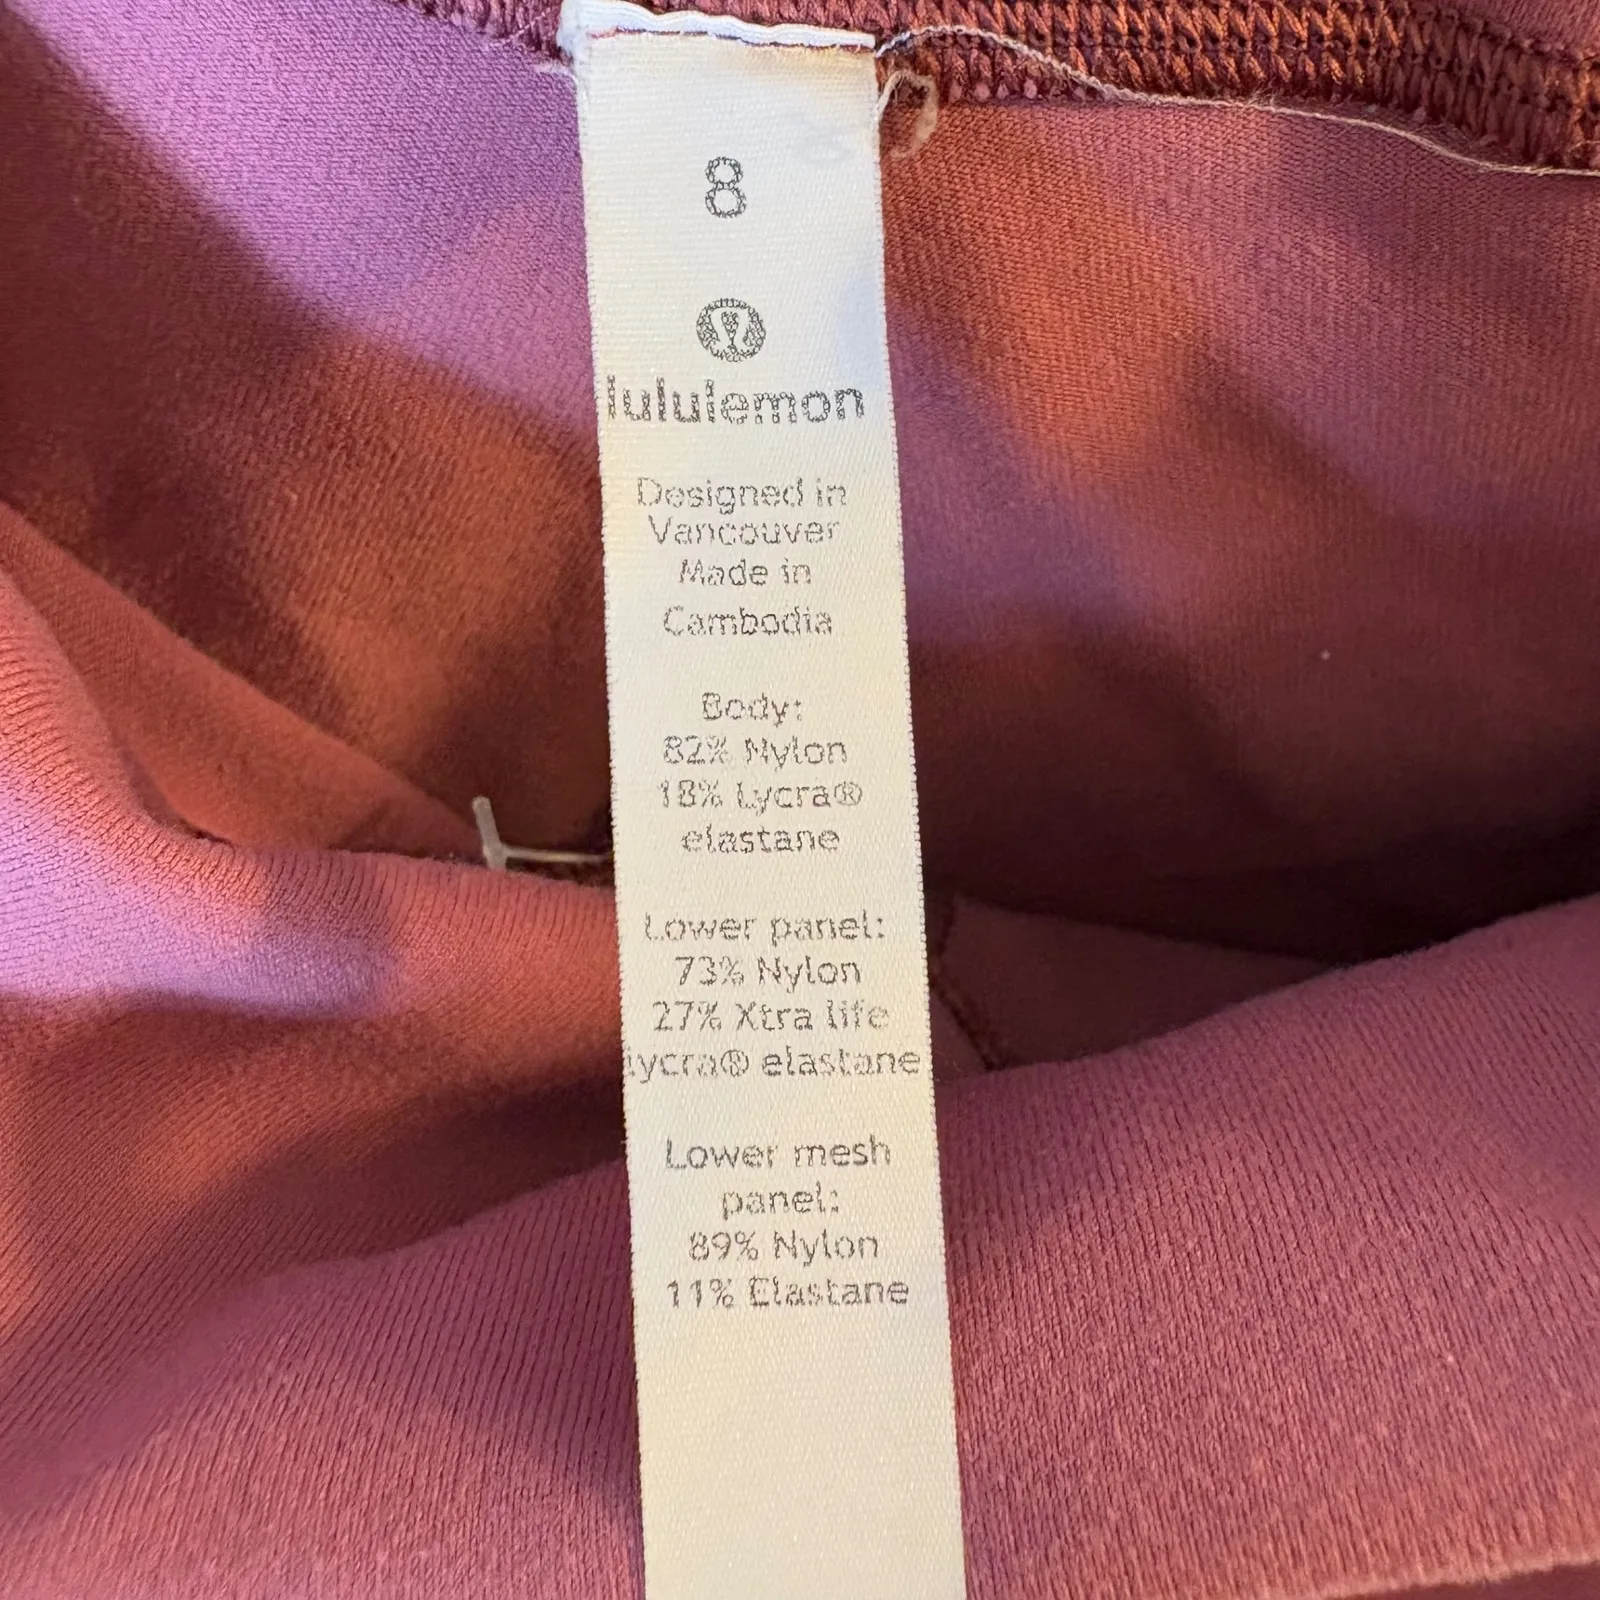 8
lululemon
Designed in
Vancouver
Made in
Cambodia
Body:
82% Nylon
18% Lycra®
elastane
Lower panel:
73% Nylon
27% Xtra life
lycra® elastane
Lower mesh
panel:
89% Nylon
11% Elastane